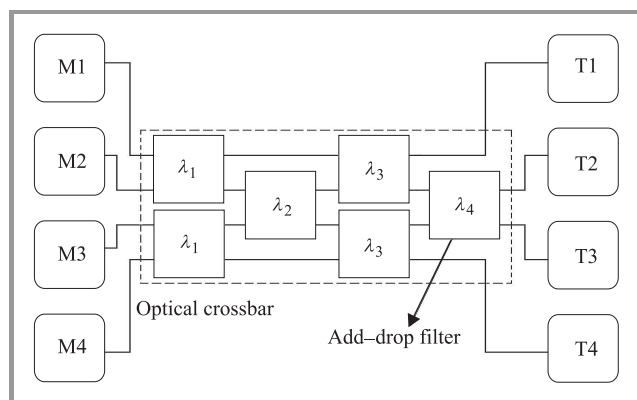 M1
T1
M2
T2
λ1
λ3
λ2
λ4
M3
T3
λ1
λ3
Optical crossbar
Add–drop filter
M4
T4